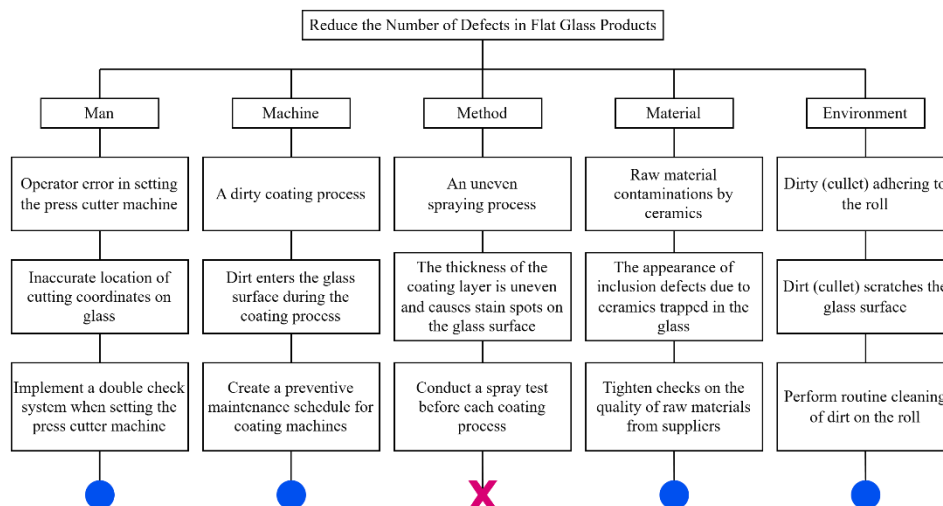 Reduce the Number of Defects in Flat Glass Products
Man
Machine
Method
Material
Environment
Operator error in setting
the press cutter machine
A dirty coating process
An uneven
spraying process
Raw material
contaminations by
ceramics
Dirty (cullet) adhering to
the roll
Inaccurate location of
cutting coordinates on
glass
Dirt enters the glass
surface during the
coating process
The thickness of the
coating layer is uneven
and causes stain spots on
the glass surface
The appearance of
inclusion defects due to
ceramics trapped in the
glass
Dirt (cullet) scratches the
glass surface
Implement a double check
system when setting the
press cutter machine
Create a preventive
maintenance schedule for
coating machines
Conduct a spray test
before each coating
process
Tighten checks on the
quality of raw materials
from suppliers
Perform routine cleaning
of dirt on the roll
X